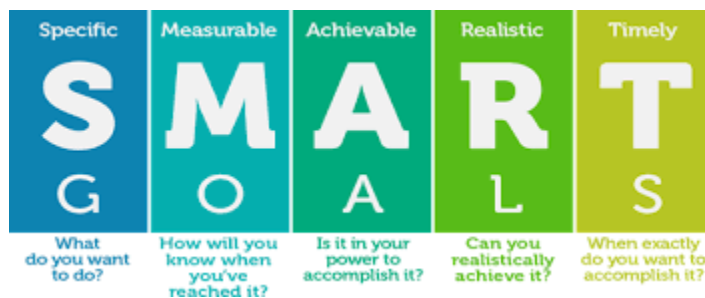 Specific Measurable Achievable Realistic Timely
S M A R T
G O A L S
What
do you want
to do?
How will you
know when
you've
reached it?
Is it in your
power to
accomplish it?
Can you
realistically
achieve it?
When exactly
do you want to
accomplish it?